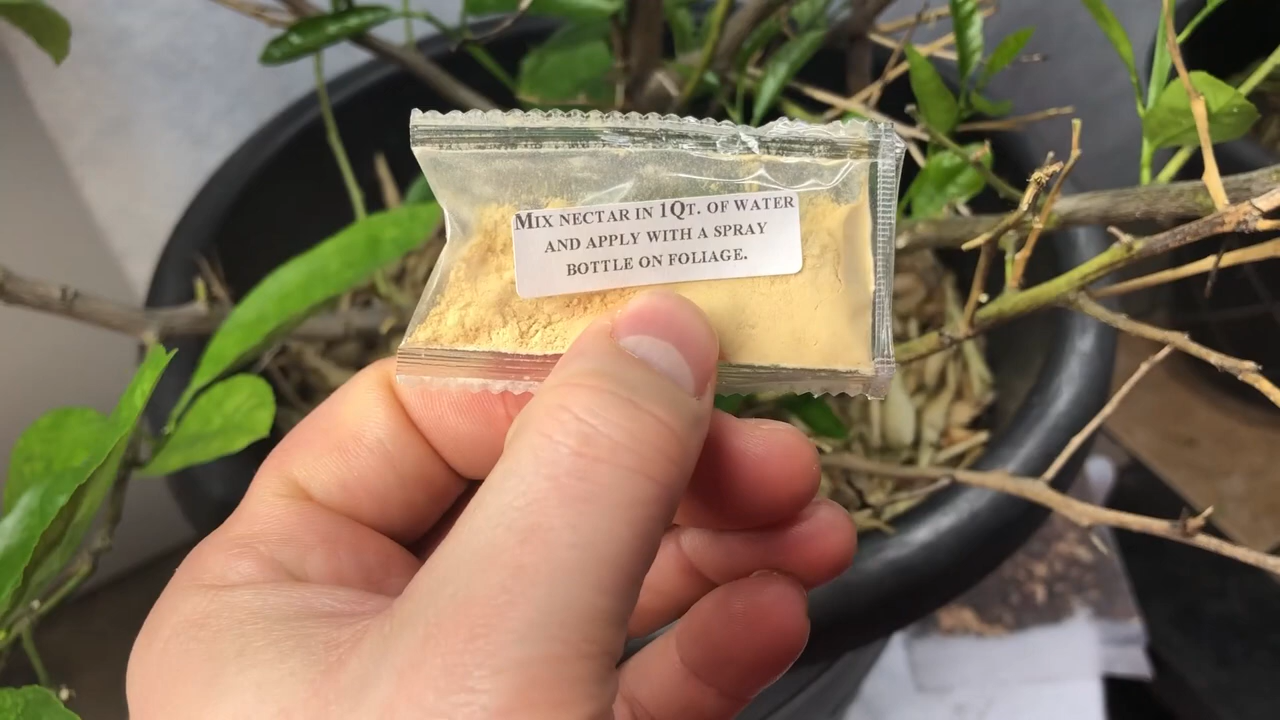 MIX NECTAR IN 1QT. OF WATER
AND APPLY WITH A SPRAY
BOTTLE ON FOLIAGE.